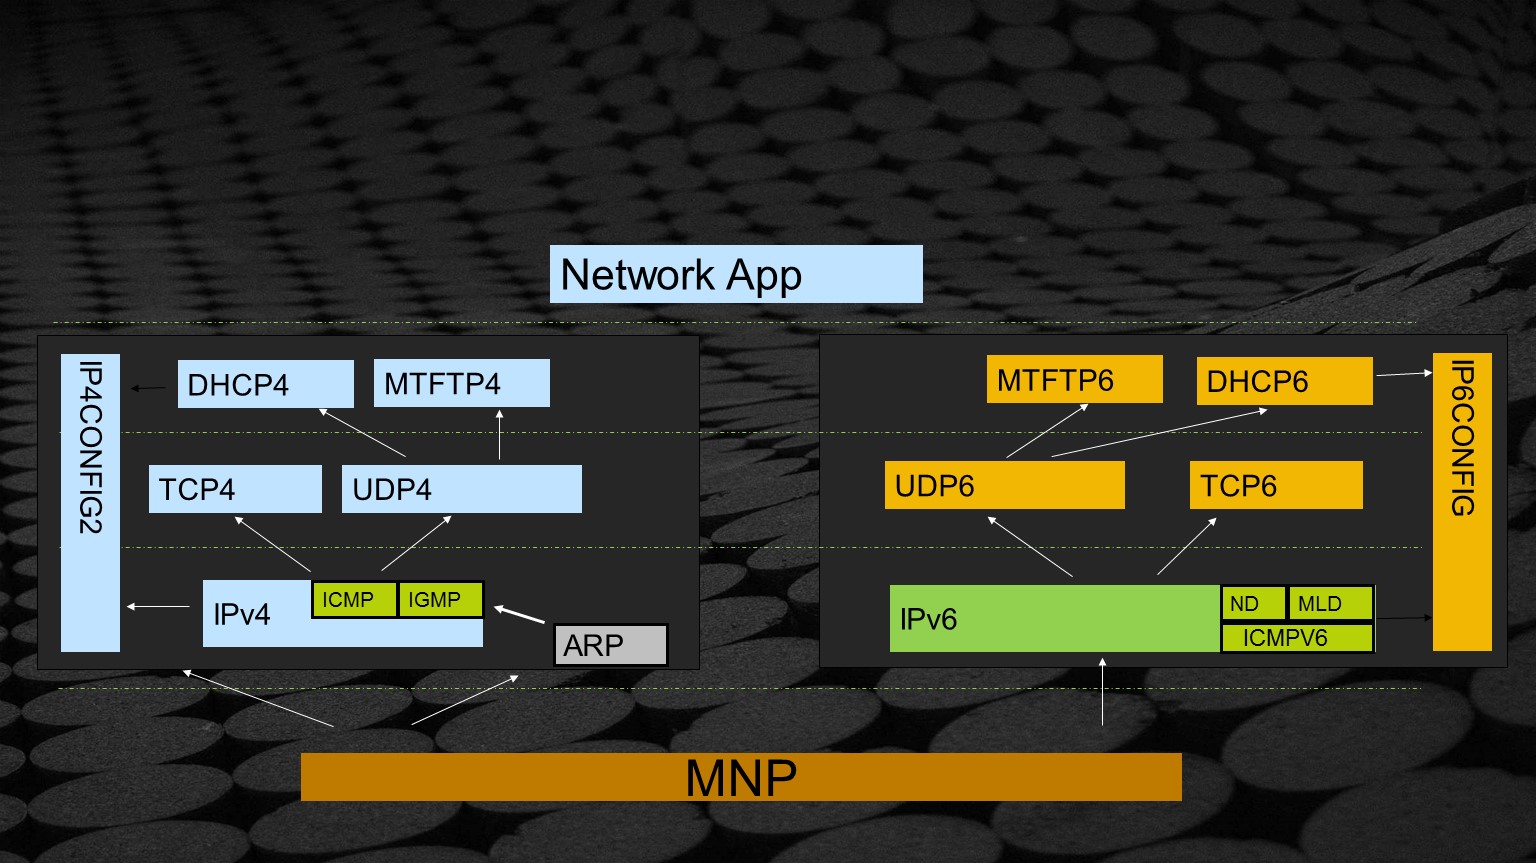 Network App
IP4CONFIG2
DHCP4
MTFTP4
TCP4
UDP4
IPv4
ICMP
IGMP
ARP
MTFTP6
DHCP6
IP6CONFIG
UDP6
TCP6
IPv6
ND
MLD
ICMPV6
MNP